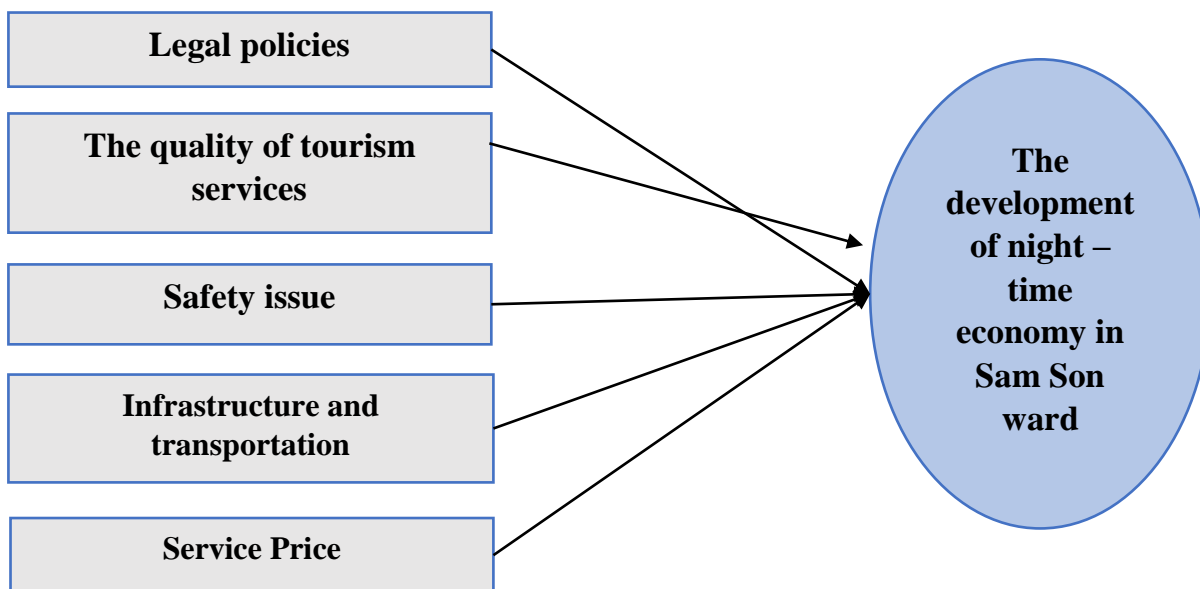 Legal policies
The quality of tourism
services
Safety issue
Infrastructure and
transportation
Service Price
The
development
of night –
time
economy in
Sam Son
ward